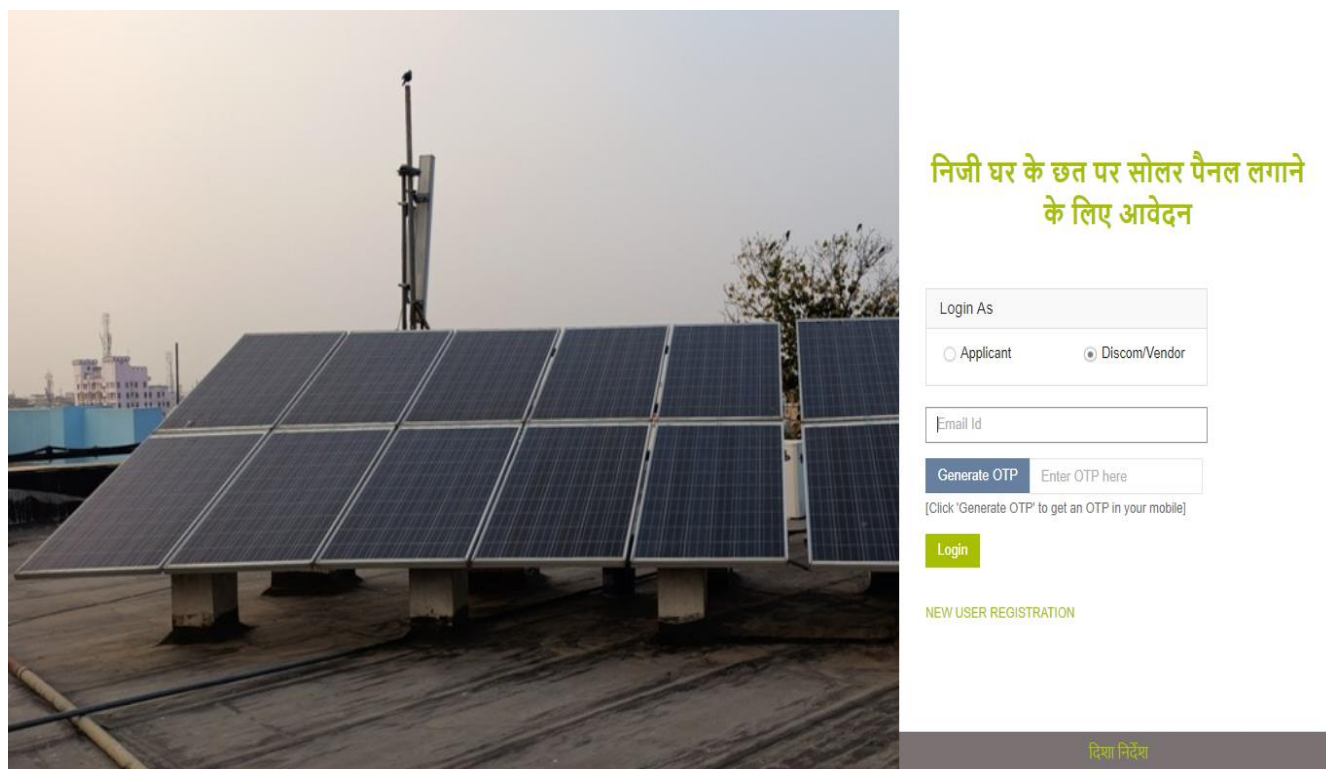 निजी घर के छत पर सोलर पैनल लगाने
के लिए आवेदन
Login As
Applicant
Discom/Vendor
Email Id
Generate OTP
Enter OTP here
[Click 'Generate OTP' to get an OTP in your mobile]
Login
NEW USER REGISTRATION
दिशा निर्देश